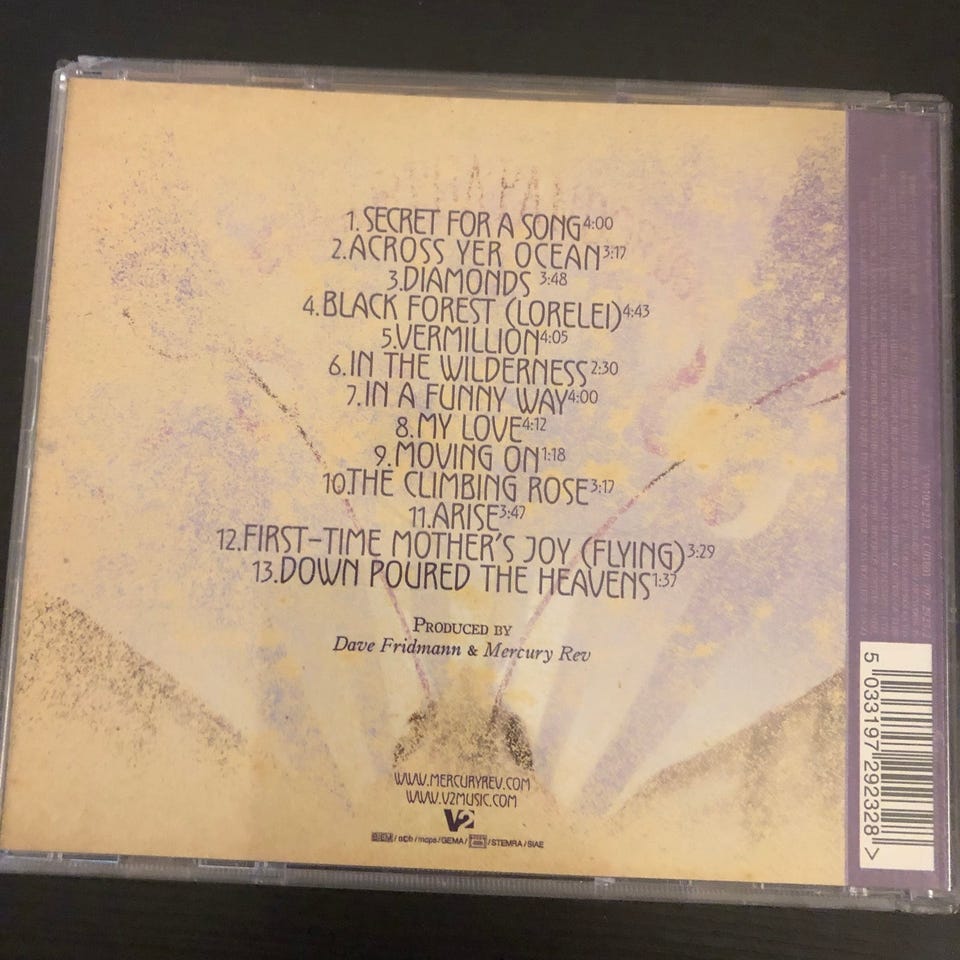 1. SECRET FOR A SONG 4:00
2. ACROSS YER OCEAN 3:17
3. DIAMONDS 3:48
4. BLACK FOREST (LORELEI) 4:43
5. VERMILLION 4:05
6. IN THE WILDERNESS 2:30
7. IN A FUNNY WAY 4:00
8. MY LOVE 4:12
9. MOVING ON 1:18
10. THE CLIMBING ROSE 3:17
11. ARISE 3:47
12. FIRST-TIME MOTHER'S JOY (FLYING) 3:29
13. DOWN POURED THE HEAVENS 1:37
PRODUCED BY
Dave Fridmann & Mercury Rev
WWW.MERCURYREV.COM
WWW.V2MUSIC.COM
V2
BIEM / ncb / mcps / GEMA / / STEMRA / SIAE
5 033197 292328 >